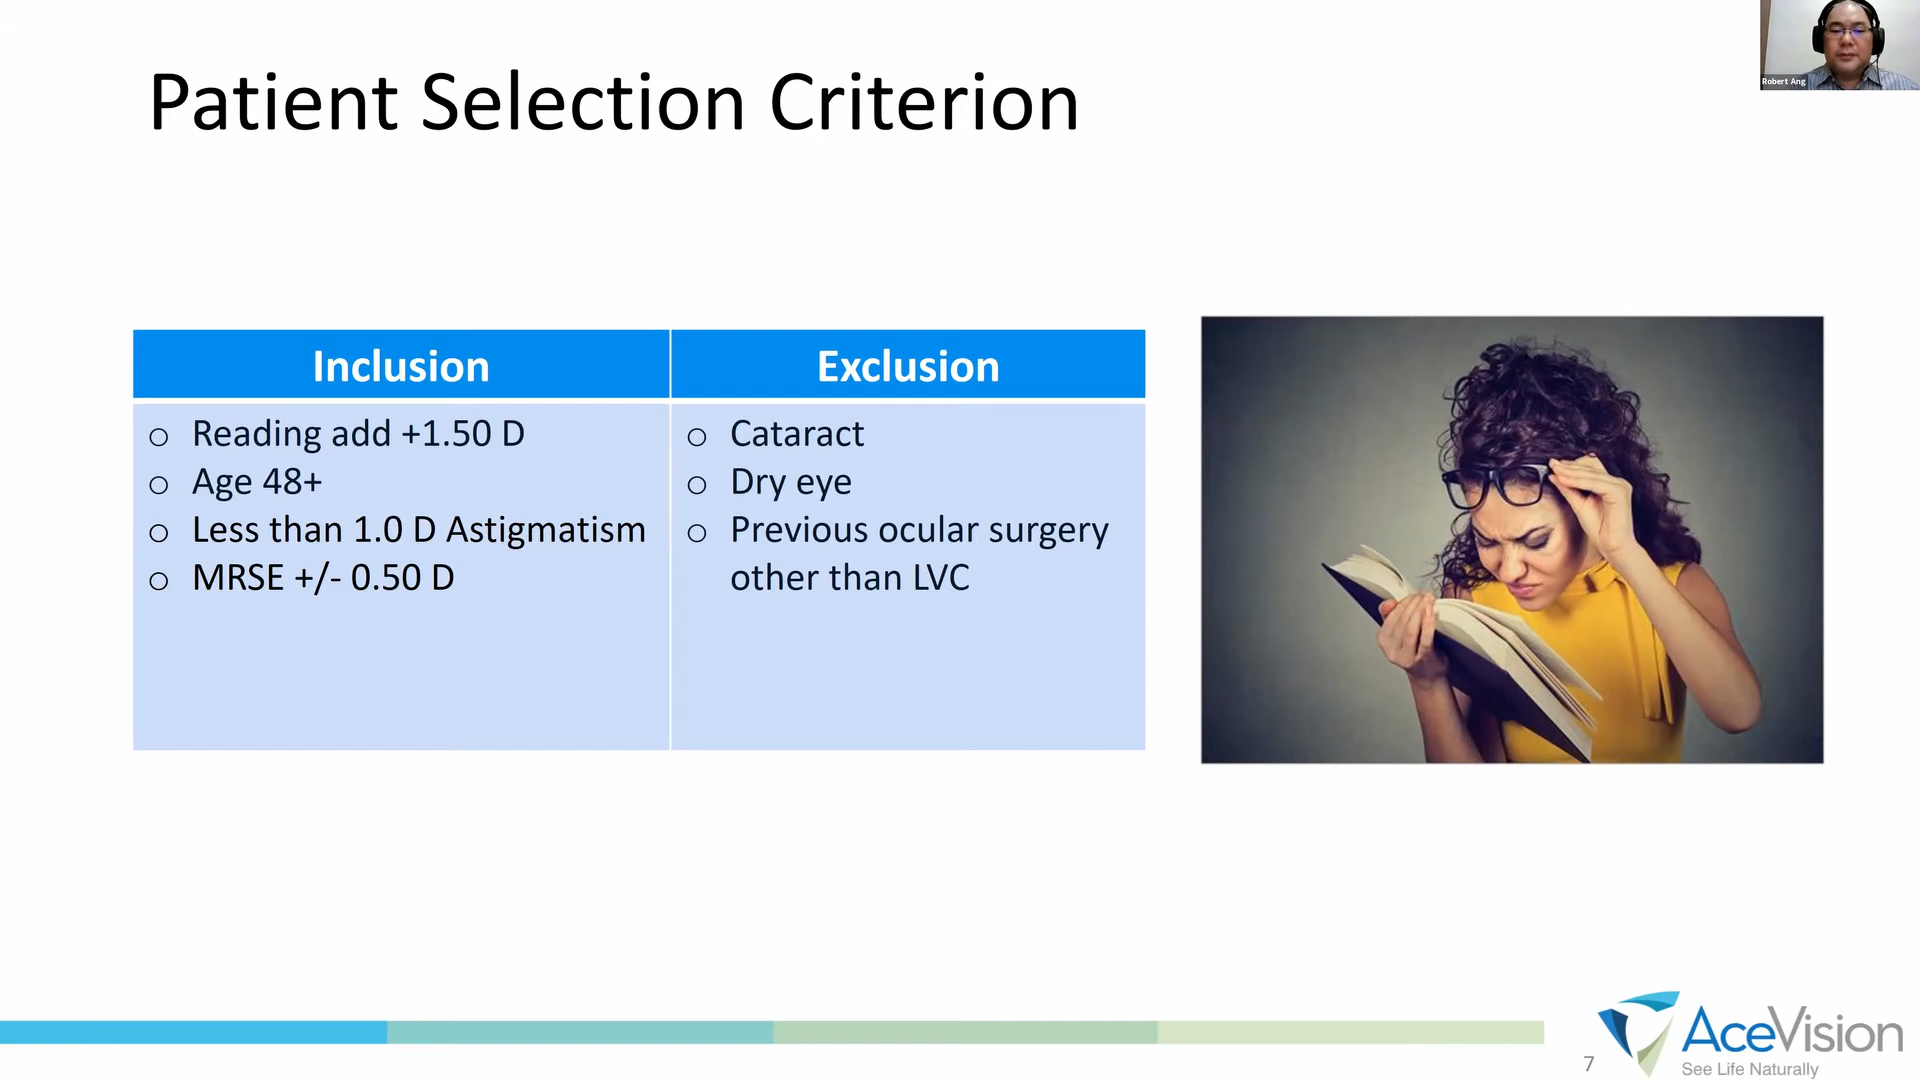 Patient Selection Criterion
Robert Ang
Inclusion
Exclusion
o Reading add +1.50 D
o Age 48+
o Less than 1.0 D Astigmatism
o MRSE +/- 0.50 D
o Cataract
o Dry eye
o Previous ocular surgery
other than LVC
7
AceVision
See Life Naturally